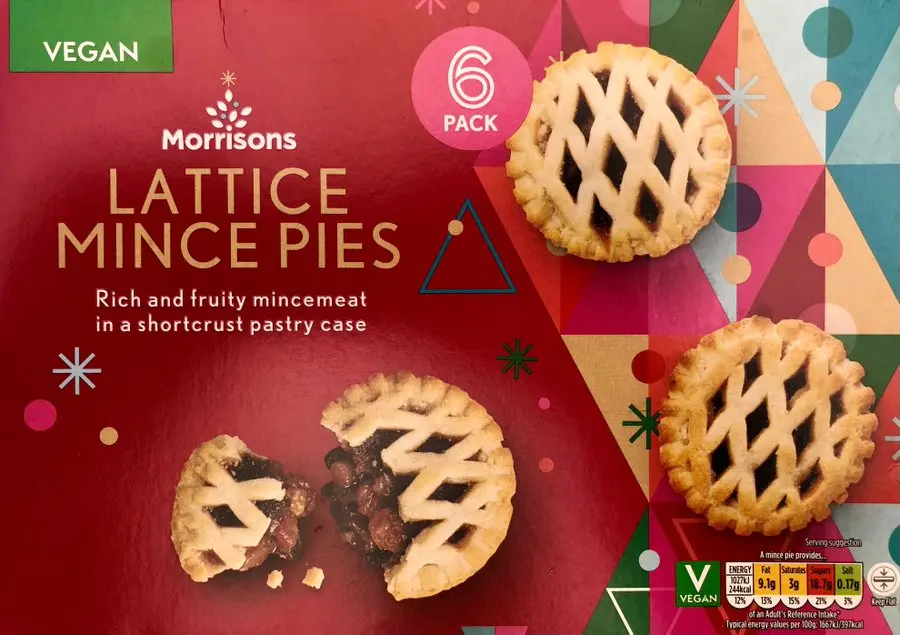 VEGAN
Morrisons
LATTICE
MINCE PIES
Rich and fruity mincemeat
in a shortcrust pastry case
6
PACK
Serving suggestion
A mince pie provides...
ENERGY Fat Saturates Sugars Salt
1027kJ
244kcal 9.1g 3g 18.7g 0.17g
12% 13% 15% 21% 3%
of an Adult's Reference Intake*
Typical energy values per 100g: 1667kJ/397kcal
V
VEGAN
Keep Flat